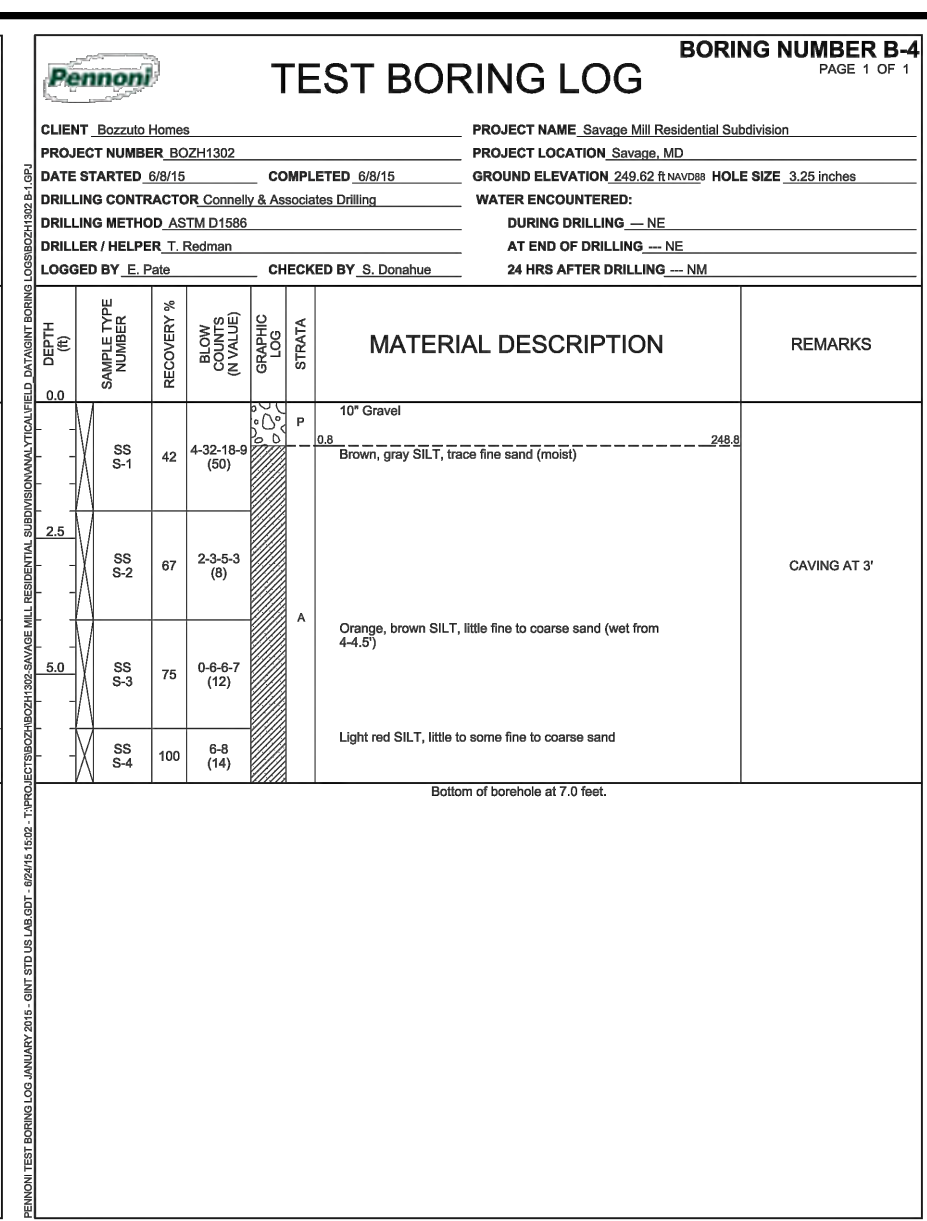 BORING NUMBER B-4
PAGE 1 OF 1
Pennoni
TEST BORING LOG
CLIENT Bozzuto Homes
PROJECT NAME Savage Mill Residential Subdivision
PROJECT NUMBER BOZH1302
PROJECT LOCATION Savage, MD
DATE STARTED 6/8/15 COMPLETED 6/8/15
GROUND ELEVATION 249.62 ft NAVD88 HOLE SIZE 3.25 inches
DRILLING CONTRACTOR Connelly & Associates Drilling
WATER ENCOUNTERED:
DRILLING METHOD ASTM D1586
DURING DRILLING --- NE
DRILLER / HELPER T. Redman
AT END OF DRILLING --- NE
LOGGED BY E. Pate CHECKED BY S. Donahue
24 HRS AFTER DRILLING --- NM
DEPTH (ft)
SAMPLE TYPE NUMBER
RECOVERY %
BLOW COUNTS (N VALUE)
GRAPHIC LOG
STRATA
MATERIAL DESCRIPTION
REMARKS
0.0
10" Gravel
P
0.8 248.8
SS S-1 42 4-32-18-9 (50)
Brown, gray SILT, trace fine sand (moist)
2.5
SS S-2 67 2-3-5-3 (8)
CAVING AT 3'
A
Orange, brown SILT, little fine to coarse sand (wet from
4-4.5')
5.0
SS S-3 75 0-6-6-7 (12)
Light red SILT, little to some fine to coarse sand
SS S-4 100 6-8 (14)
Bottom of borehole at 7.0 feet.
PENNONI TEST BORING LOG JANUARY 2015 - GINT STD US LAB.GDT - 6/24/15 15:02 - T:\PROJECTS\BOZH\BOZH1302-SAVAGE MILL RESIDENTIAL SUBDIVISION\ANALYTICAL\FIELD_DATA\GINT BORING LOGS\BOZH1302 B-1.GPJ